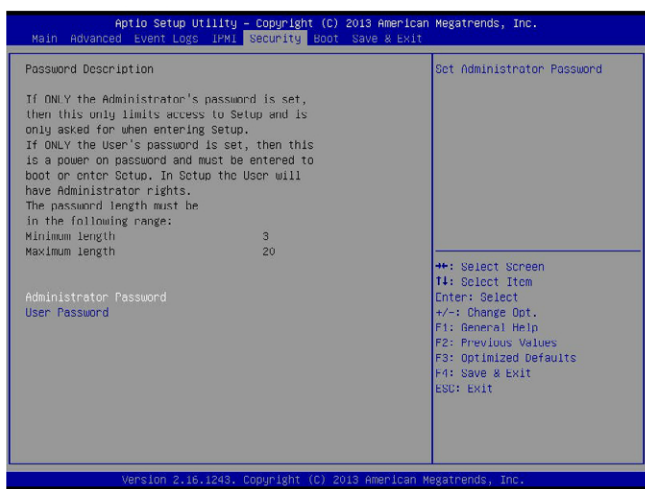 Aptio Setup Utility – Copyright (C) 2013 American Megatrends, Inc.
Main Advanced Event Logs IPMI Security Boot Save & Exit
Password Description
If ONLY the Administrator's password is set,
then this only limits access to Setup and is
only asked for when entering Setup.
If ONLY the User's password is set, then this
is a power on password and must be entered to
boot or enter Setup. In Setup the User will
have Administrator rights.
The password length must be
in the following range:
Minimum length 3
Maximum length 20
Administrator Password
User Password
Set Administrator Password
→←: Select Screen
↑↓: Select Item
Enter: Select
+/-: Change Opt.
F1: General Help
F2: Previous Values
F3: Optimized Defaults
F4: Save & Exit
ESC: Exit
Version 2.16.1243. Copyright (C) 2013 American Megatrends, Inc.